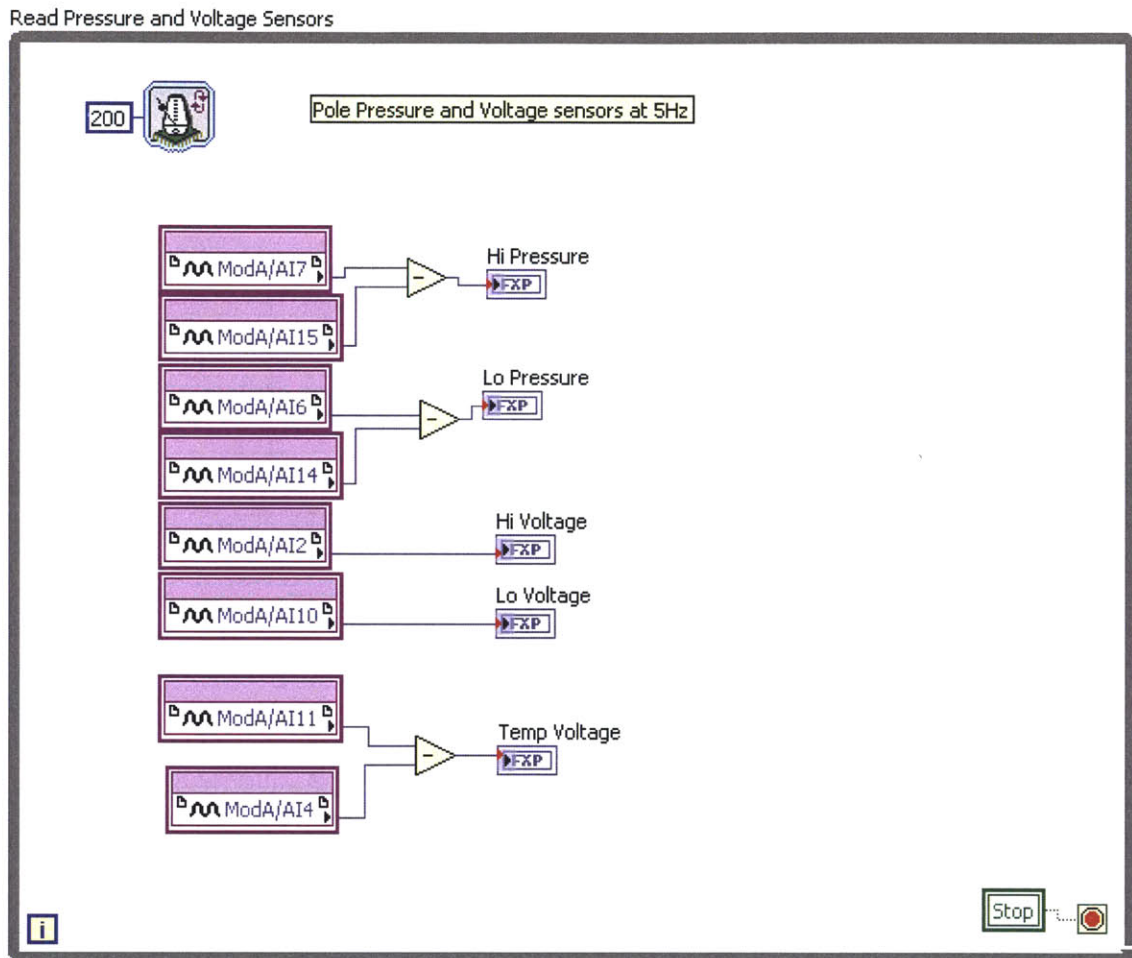 Read Pressure and Voltage Sensors
200
Pole Pressure and Voltage sensors at 5Hz
ModA/AI7
Hi Pressure
FXP
ModA/AI15
Lo Pressure
ModA/AI6
FXP
ModA/AI14
Hi Voltage
ModA/AI2
FXP
Lo Voltage
ModA/AI10
FXP
ModA/AI11
Temp Voltage
FXP
ModA/AI4
Stop
i